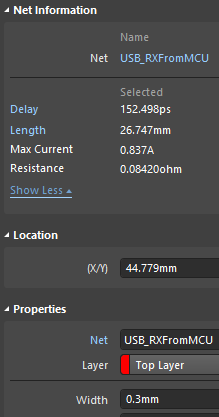 Net Information
Name
Net USB_RXFromMCU
Selected
Delay 152.498ps
Length 26.747mm
Max Current 0.837A
Resistance 0.08420ohm
Show Less
Location
(X/Y) 44.779mm
Properties
Net USB_RXFromMCU
Layer Top Layer
Width 0.3mm